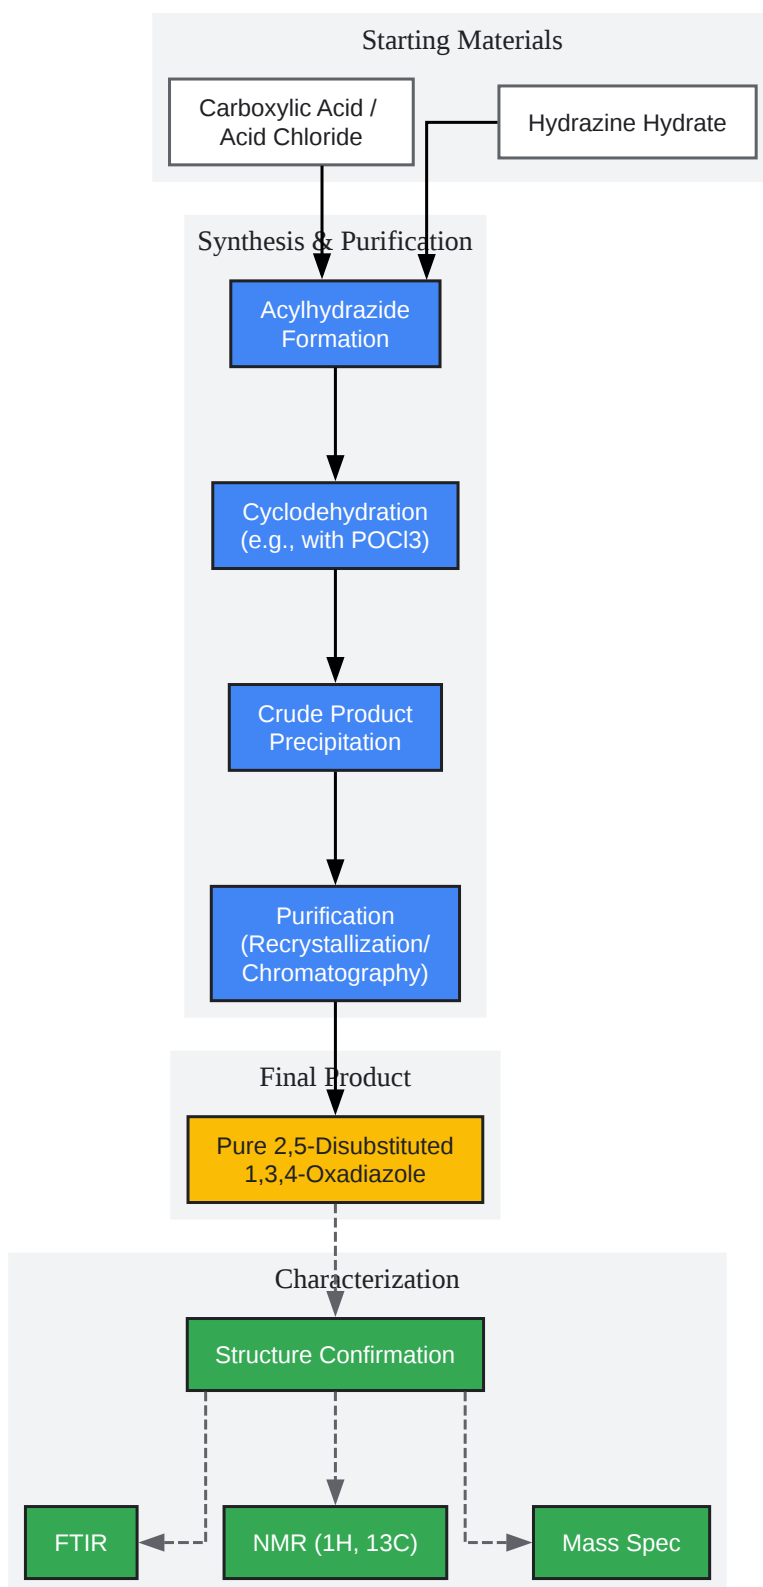 Starting Materials
Carboxylic Acid /
Acid Chloride
Hydrazine Hydrate
Synthesis & Purification
Acylhydrazide
Formation
Cyclodehydration
(e.g., with POCl3)
Crude Product
Precipitation
Purification
(Recrystallization/
Chromatography)
Final Product
Pure 2,5-Disubstituted
1,3,4-Oxadiazole
Characterization
Structure Confirmation
FTIR
NMR (1H, 13C)
Mass Spec